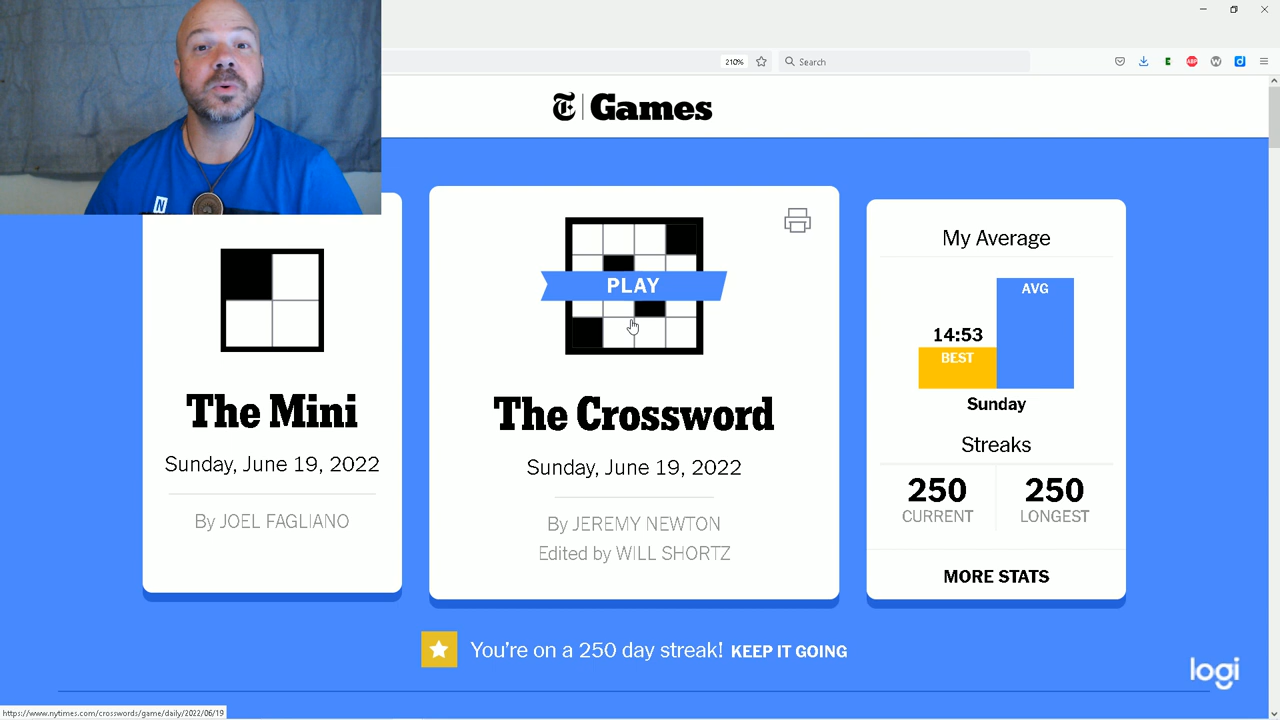 210%
Search
ABP
W
d
T Games
N
The Mini
Sunday, June 19, 2022
By JOEL FAGLIANO
PLAY
The Crossword
Sunday, June 19, 2022
By JEREMY NEWTON
Edited by WILL SHORTZ
My Average
AVG
14:53
BEST
Sunday
Streaks
250
CURRENT
250
LONGEST
MORE STATS
You're on a 250 day streak! KEEP IT GOING
logi
https://www.nytimes.com/crosswords/game/daily/2022/06/19